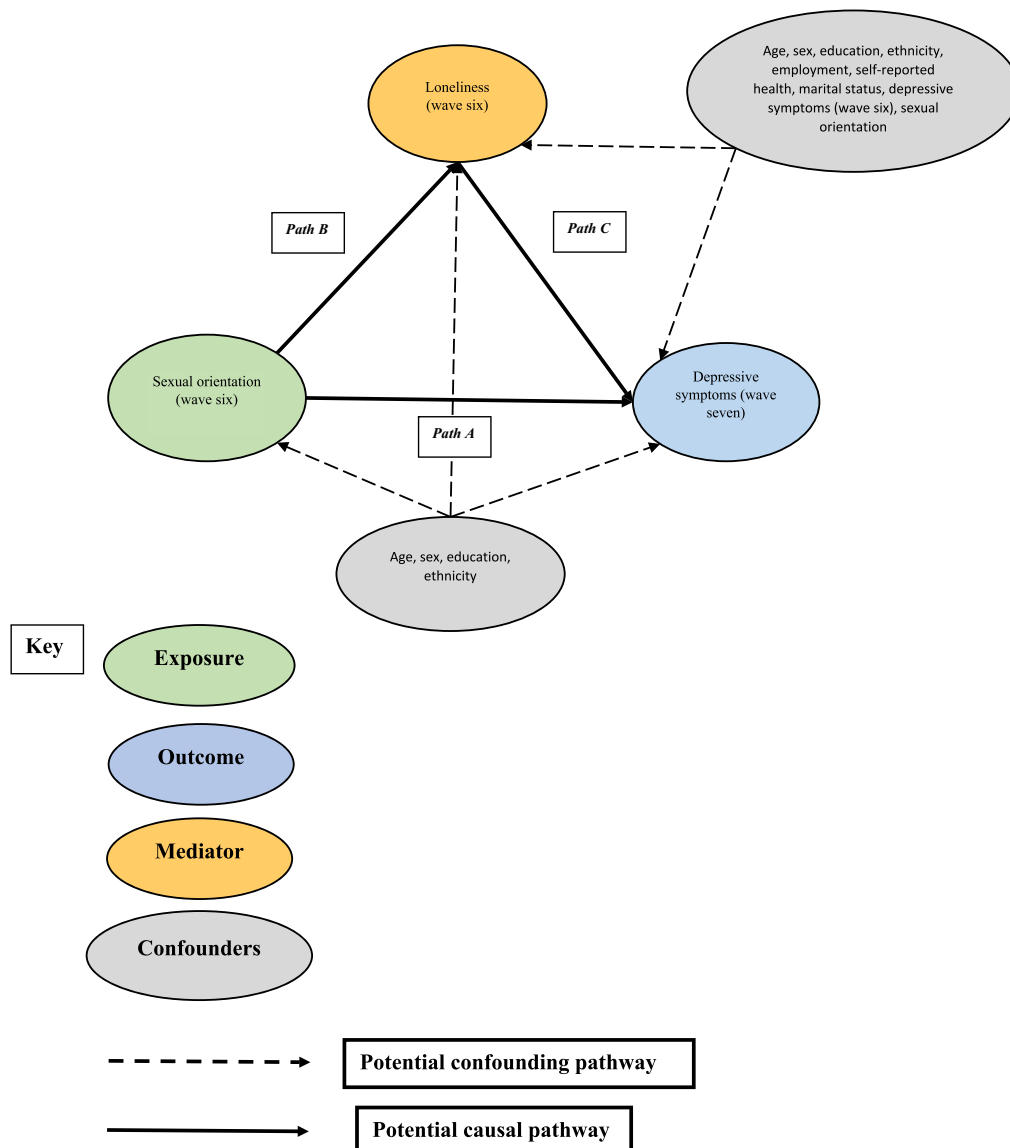 Age, sex, education, ethnicity,
employment, self-reported
health, marital status, depressive
symptoms (wave six), sexual
orientation
Loneliness
(wave six)
Path B
Path C
Sexual orientation
(wave six)
Depressive
symptoms (wave
seven)
Path A
Age, sex, education,
ethnicity
Key
Exposure
Outcome
Mediator
Confounders
Potential confounding pathway
Potential causal pathway